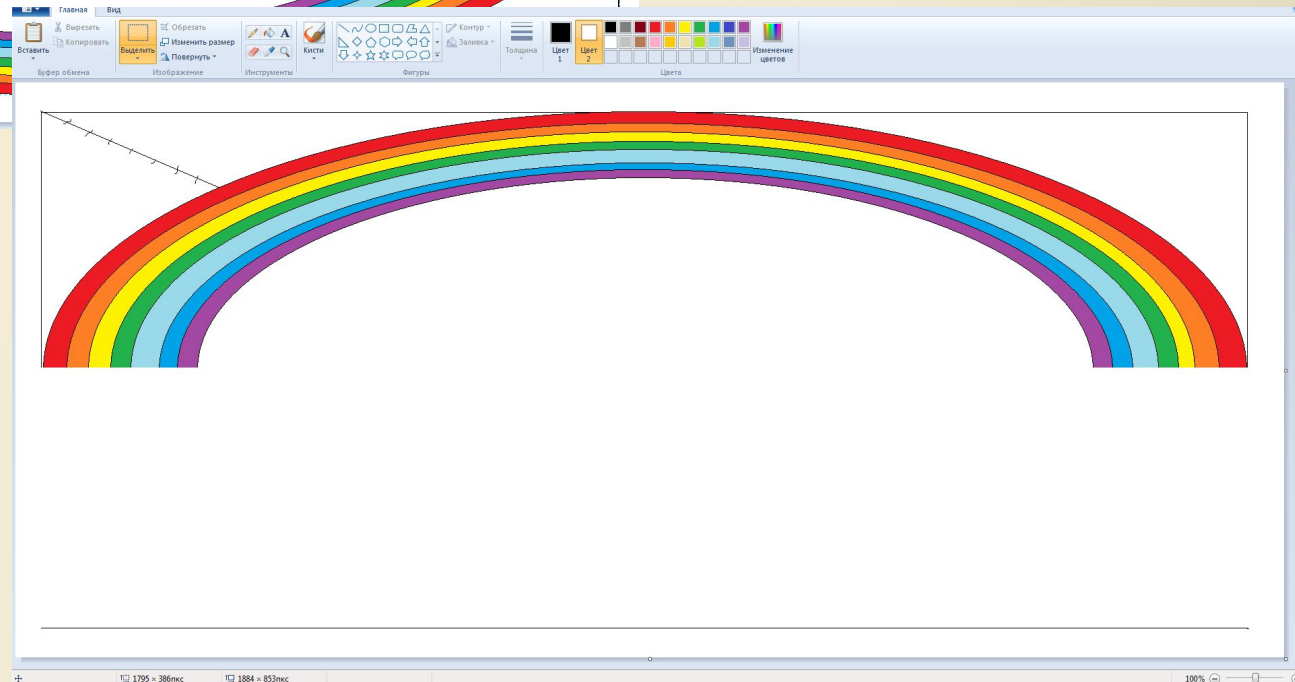 Главная Вид
Вставить
Вырезать
Копировать
Буфер обмена
Выделить
Обрезать
Изменить размер
Повернуть
Изображение
A
Инструменты
Кисти
Фигуры
Контур
Заливка
Толщина
Цвет
1
Цвет
2
Изменение
цветов
Цвета
1795 × 386пкс 1884 × 853пкс 100%